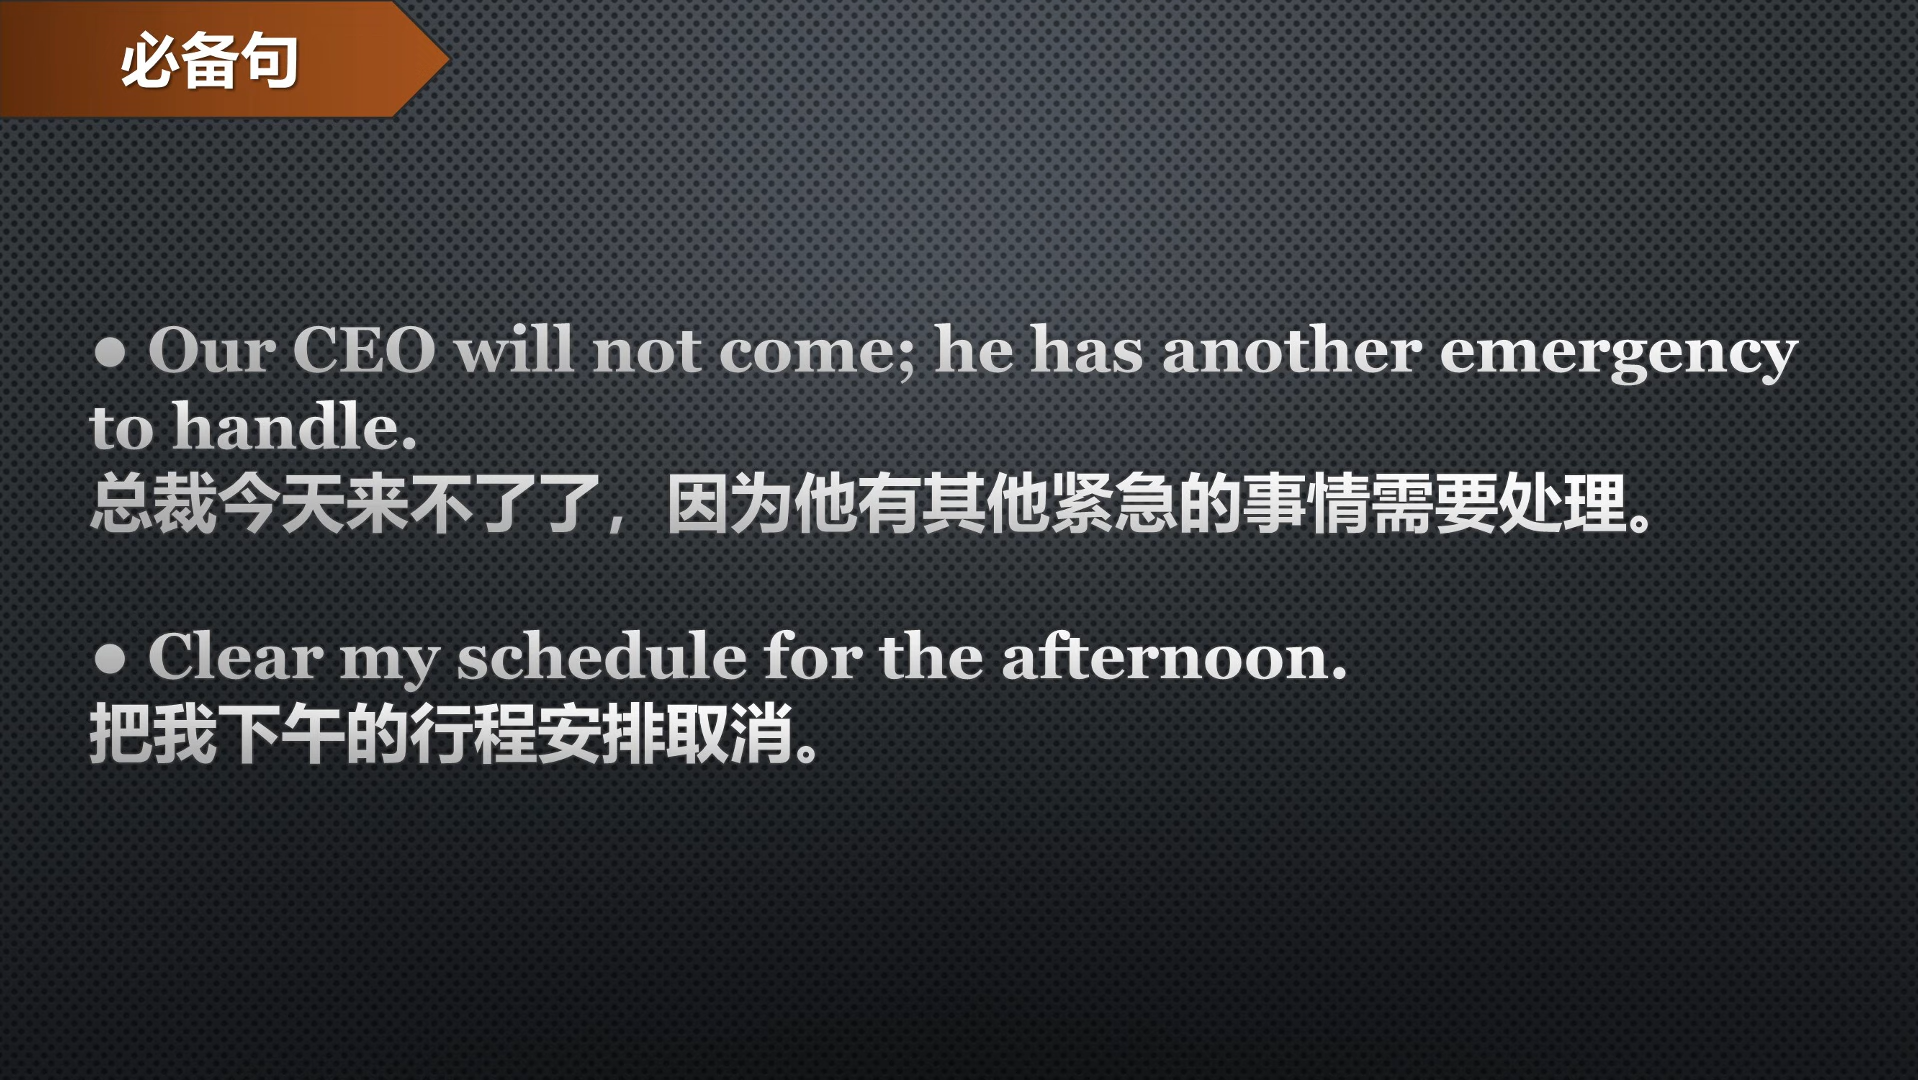 必备句
● Our CEO will not come; he has another emergency
to handle.
总裁今天来不了了，因为他有其他紧急的事情需要处理。
● Clear my schedule for the afternoon.
把我下午的行程安排取消。